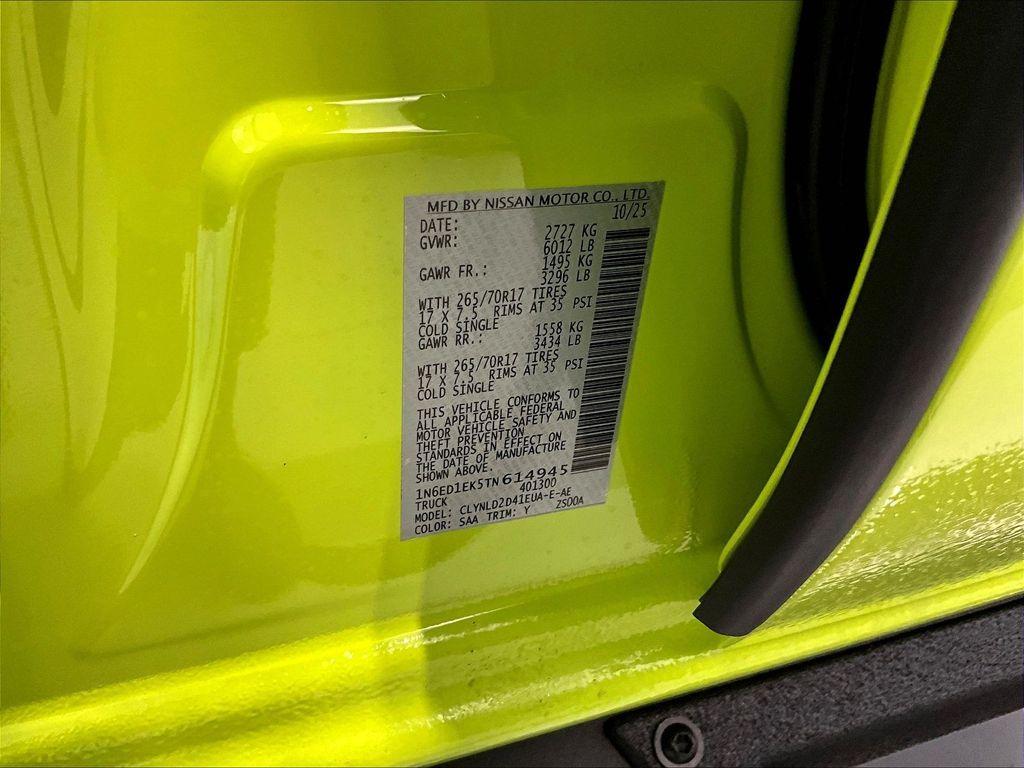 MFD BY NISSAN MOTOR CO., LTD.
DATE: 10/25
GVWR: 2727 KG
6012 LB
GAWR FR.: 1495 KG
3296 LB
WITH 265/70R17 TIRES
17 X 7.5 RIMS AT 35 PSI
COLD SINGLE
GAWR RR.: 1558 KG
3434 LB
WITH 265/70R17 TIRES
17 X 7.5 RIMS AT 35 PSI
COLD SINGLE
THIS VEHICLE CONFORMS TO
ALL APPLICABLE FEDERAL
MOTOR VEHICLE SAFETY AND
THEFT PREVENTION
STANDARDS IN EFFECT ON
THE DATE OF MANUFACTURE
SHOWN ABOVE.
1N6ED1EK5TN614945
TRUCK 401300
MODEL: CLYNLD2D41EUA-E-AE
COLOR: SAA TRIM: Y ZSD0A